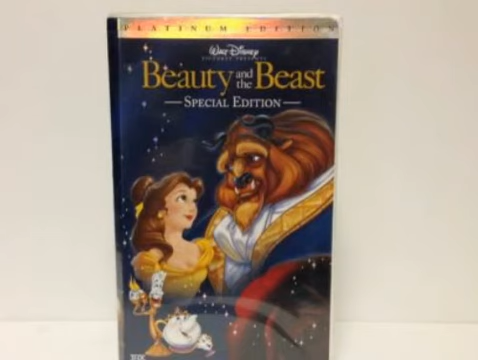 PLATINUM EDITION
Walt Disney
PICTURES PRESENTS
Beauty and the Beast
SPECIAL EDITION